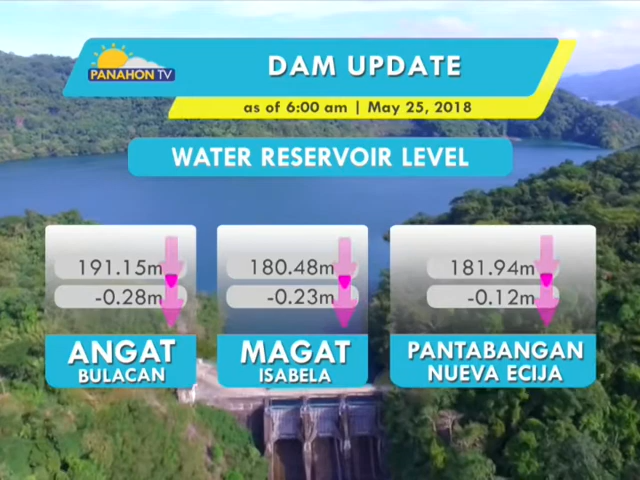 PANAHON TV
DAM UPDATE
as of 6:00 am | May 25, 2018
WATER RESERVOIR LEVEL
191.15m
-0.28m
ANGAT
BULACAN
180.48m
-0.23m
MAGAT
ISABELA
181.94m
-0.12m
PANTABANGAN
NUEVA ECIJA